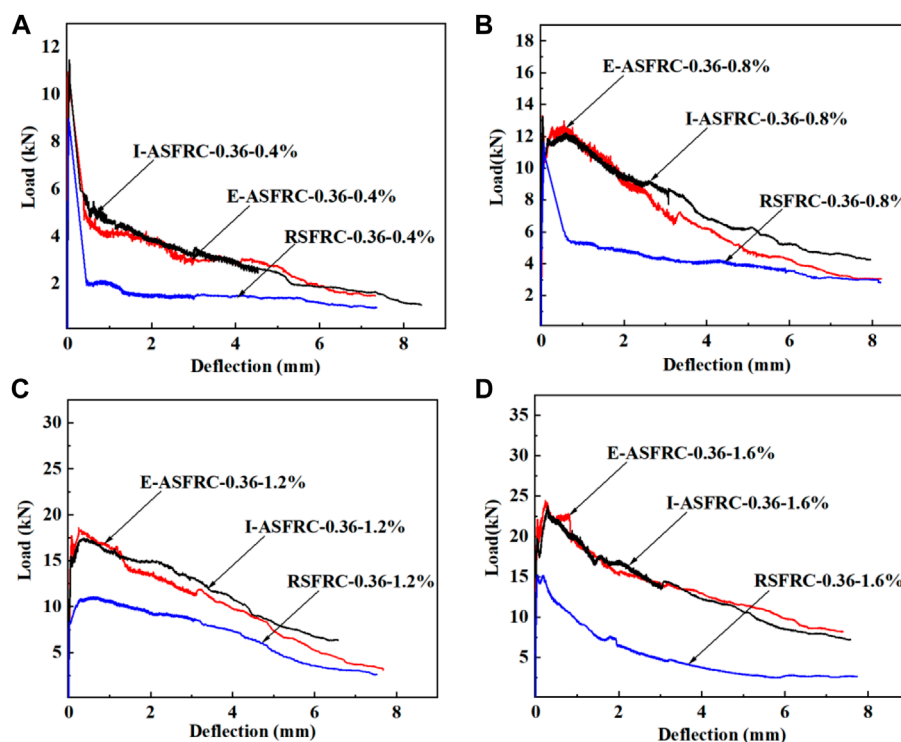 A
Load (kN)
12
10
8
6
4
2
0
2
4
6
8
Deflection (mm)
I-ASFRC-0.36-0.4%
E-ASFRC-0.36-0.4%
RSFRC-0.36-0.4%
B
Load(kN)
18
16
14
12
10
8
6
4
2
0
2
4
6
8
Deflection (mm)
E-ASFRC-0.36-0.8%
I-ASFRC-0.36-0.8%
RSFRC-0.36-0.8%
C
Load (kN)
30
25
20
15
10
5
0
2
4
6
8
Deflection (mm)
E-ASFRC-0.36-1.2%
I-ASFRC-0.36-1.2%
RSFRC-0.36-1.2%
D
Load(kN)
35
30
25
20
15
10
5
0
2
4
6
8
Deflection (mm)
E-ASFRC-0.36-1.6%
I-ASFRC-0.36-1.6%
RSFRC-0.36-1.6%